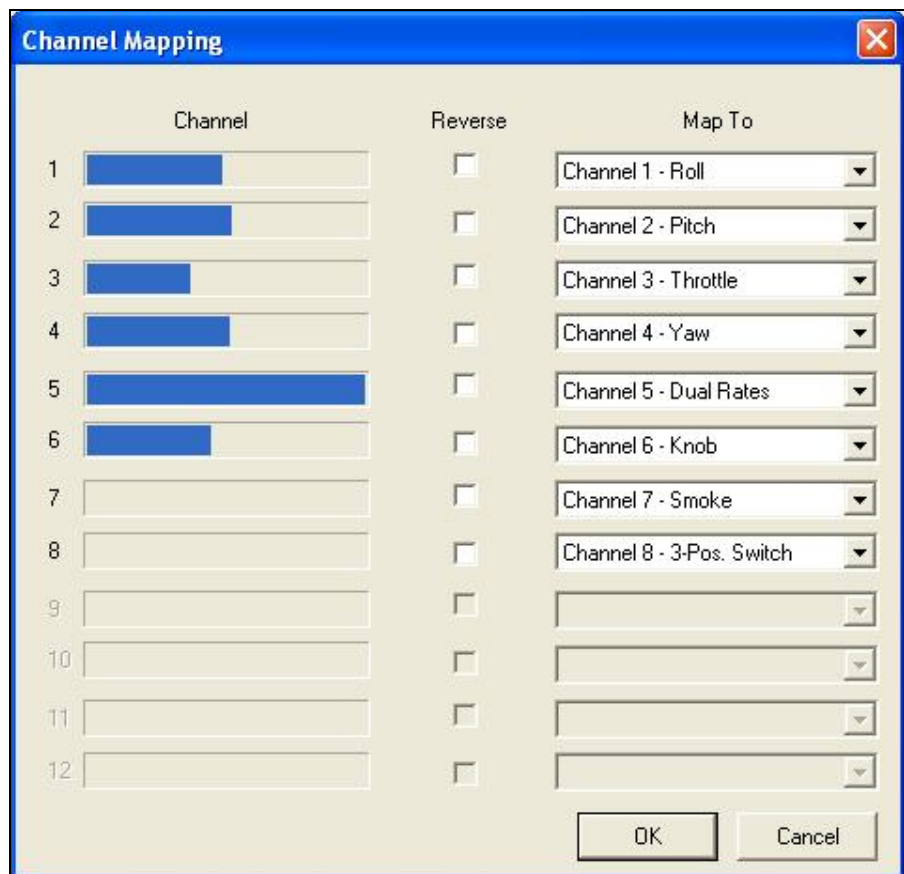 Channel Mapping
Channel Reverse Map To
1 Channel 1 - Roll
2 Channel 2 - Pitch
3 Channel 3 - Throttle
4 Channel 4 - Yaw
5 Channel 5 - Dual Rates
6 Channel 6 - Knob
7 Channel 7 - Smoke
8 Channel 8 - 3-Pos. Switch
9
10
11
12
OK Cancel